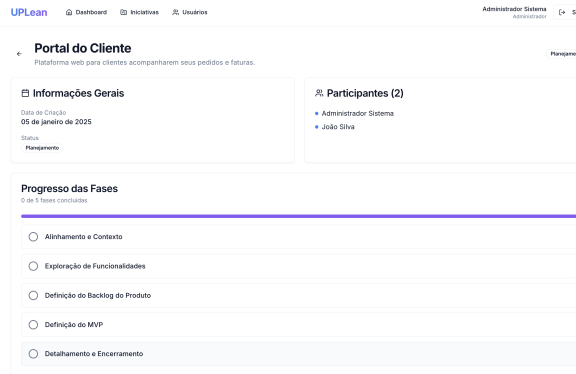 UPLean
Dashboard
Iniciativas
Usuários
Administrador Sistema
Administrador
S
Portal do Cliente
Plataforma web para clientes acompanharem seus pedidos e faturas.
Planejame
Informações Gerais
Data de Criação
05 de janeiro de 2025
Status
Planejamento
Participantes (2)
Administrador Sistema
João Silva
Progresso das Fases
0 de 5 fases concluídas
Alinhamento e Contexto
Exploração de Funcionalidades
Definição do Backlog do Produto
Definição do MVP
Detalhamento e Encerramento